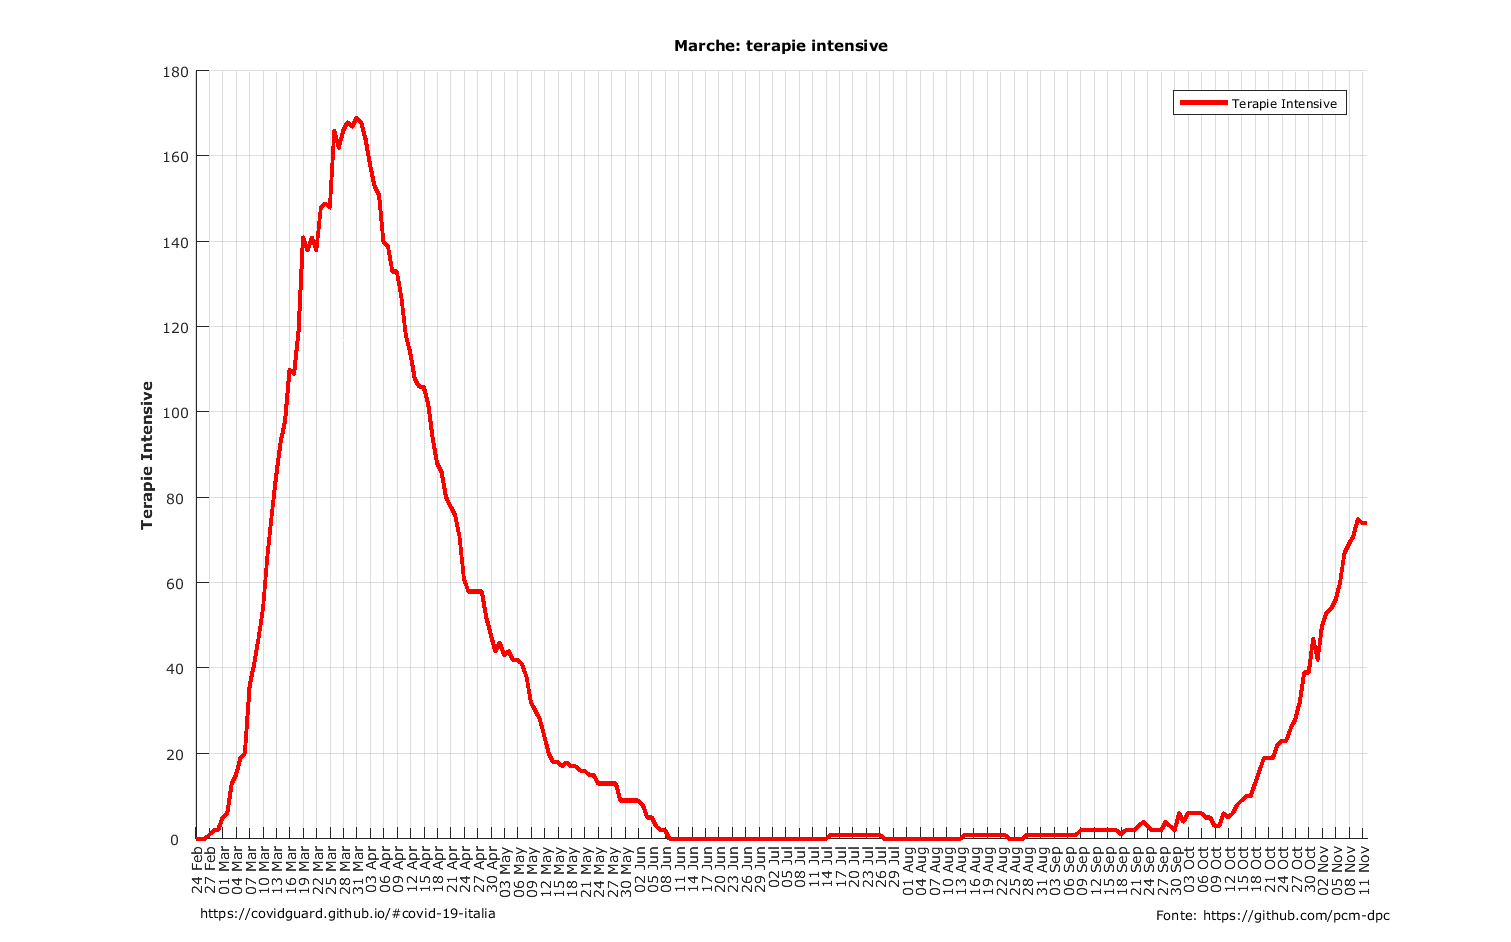 Marche: terapie intensive
Terapie Intensive
Terapie Intensive
180
160
140
120
100
80
60
40
20
0
24 Feb
27 Feb
01 Mar
04 Mar
07 Mar
10 Mar
13 Mar
16 Mar
19 Mar
22 Mar
25 Mar
28 Mar
31 Mar
03 Apr
06 Apr
09 Apr
12 Apr
15 Apr
18 Apr
21 Apr
24 Apr
27 Apr
30 Apr
03 May
06 May
09 May
12 May
15 May
18 May
21 May
24 May
27 May
30 May
02 Jun
05 Jun
08 Jun
11 Jun
14 Jun
17 Jun
20 Jun
23 Jun
26 Jun
29 Jun
02 Jul
05 Jul
08 Jul
11 Jul
14 Jul
17 Jul
20 Jul
23 Jul
26 Jul
29 Jul
01 Aug
04 Aug
07 Aug
10 Aug
13 Aug
16 Aug
19 Aug
22 Aug
25 Aug
28 Aug
31 Aug
03 Sep
06 Sep
09 Sep
12 Sep
15 Sep
18 Sep
21 Sep
24 Sep
27 Sep
30 Sep
03 Oct
06 Oct
09 Oct
12 Oct
15 Oct
18 Oct
21 Oct
24 Oct
27 Oct
30 Oct
02 Nov
05 Nov
08 Nov
11 Nov
https://covidguard.github.io/#covid-19-italia
Fonte: https://github.com/pcm-dpc